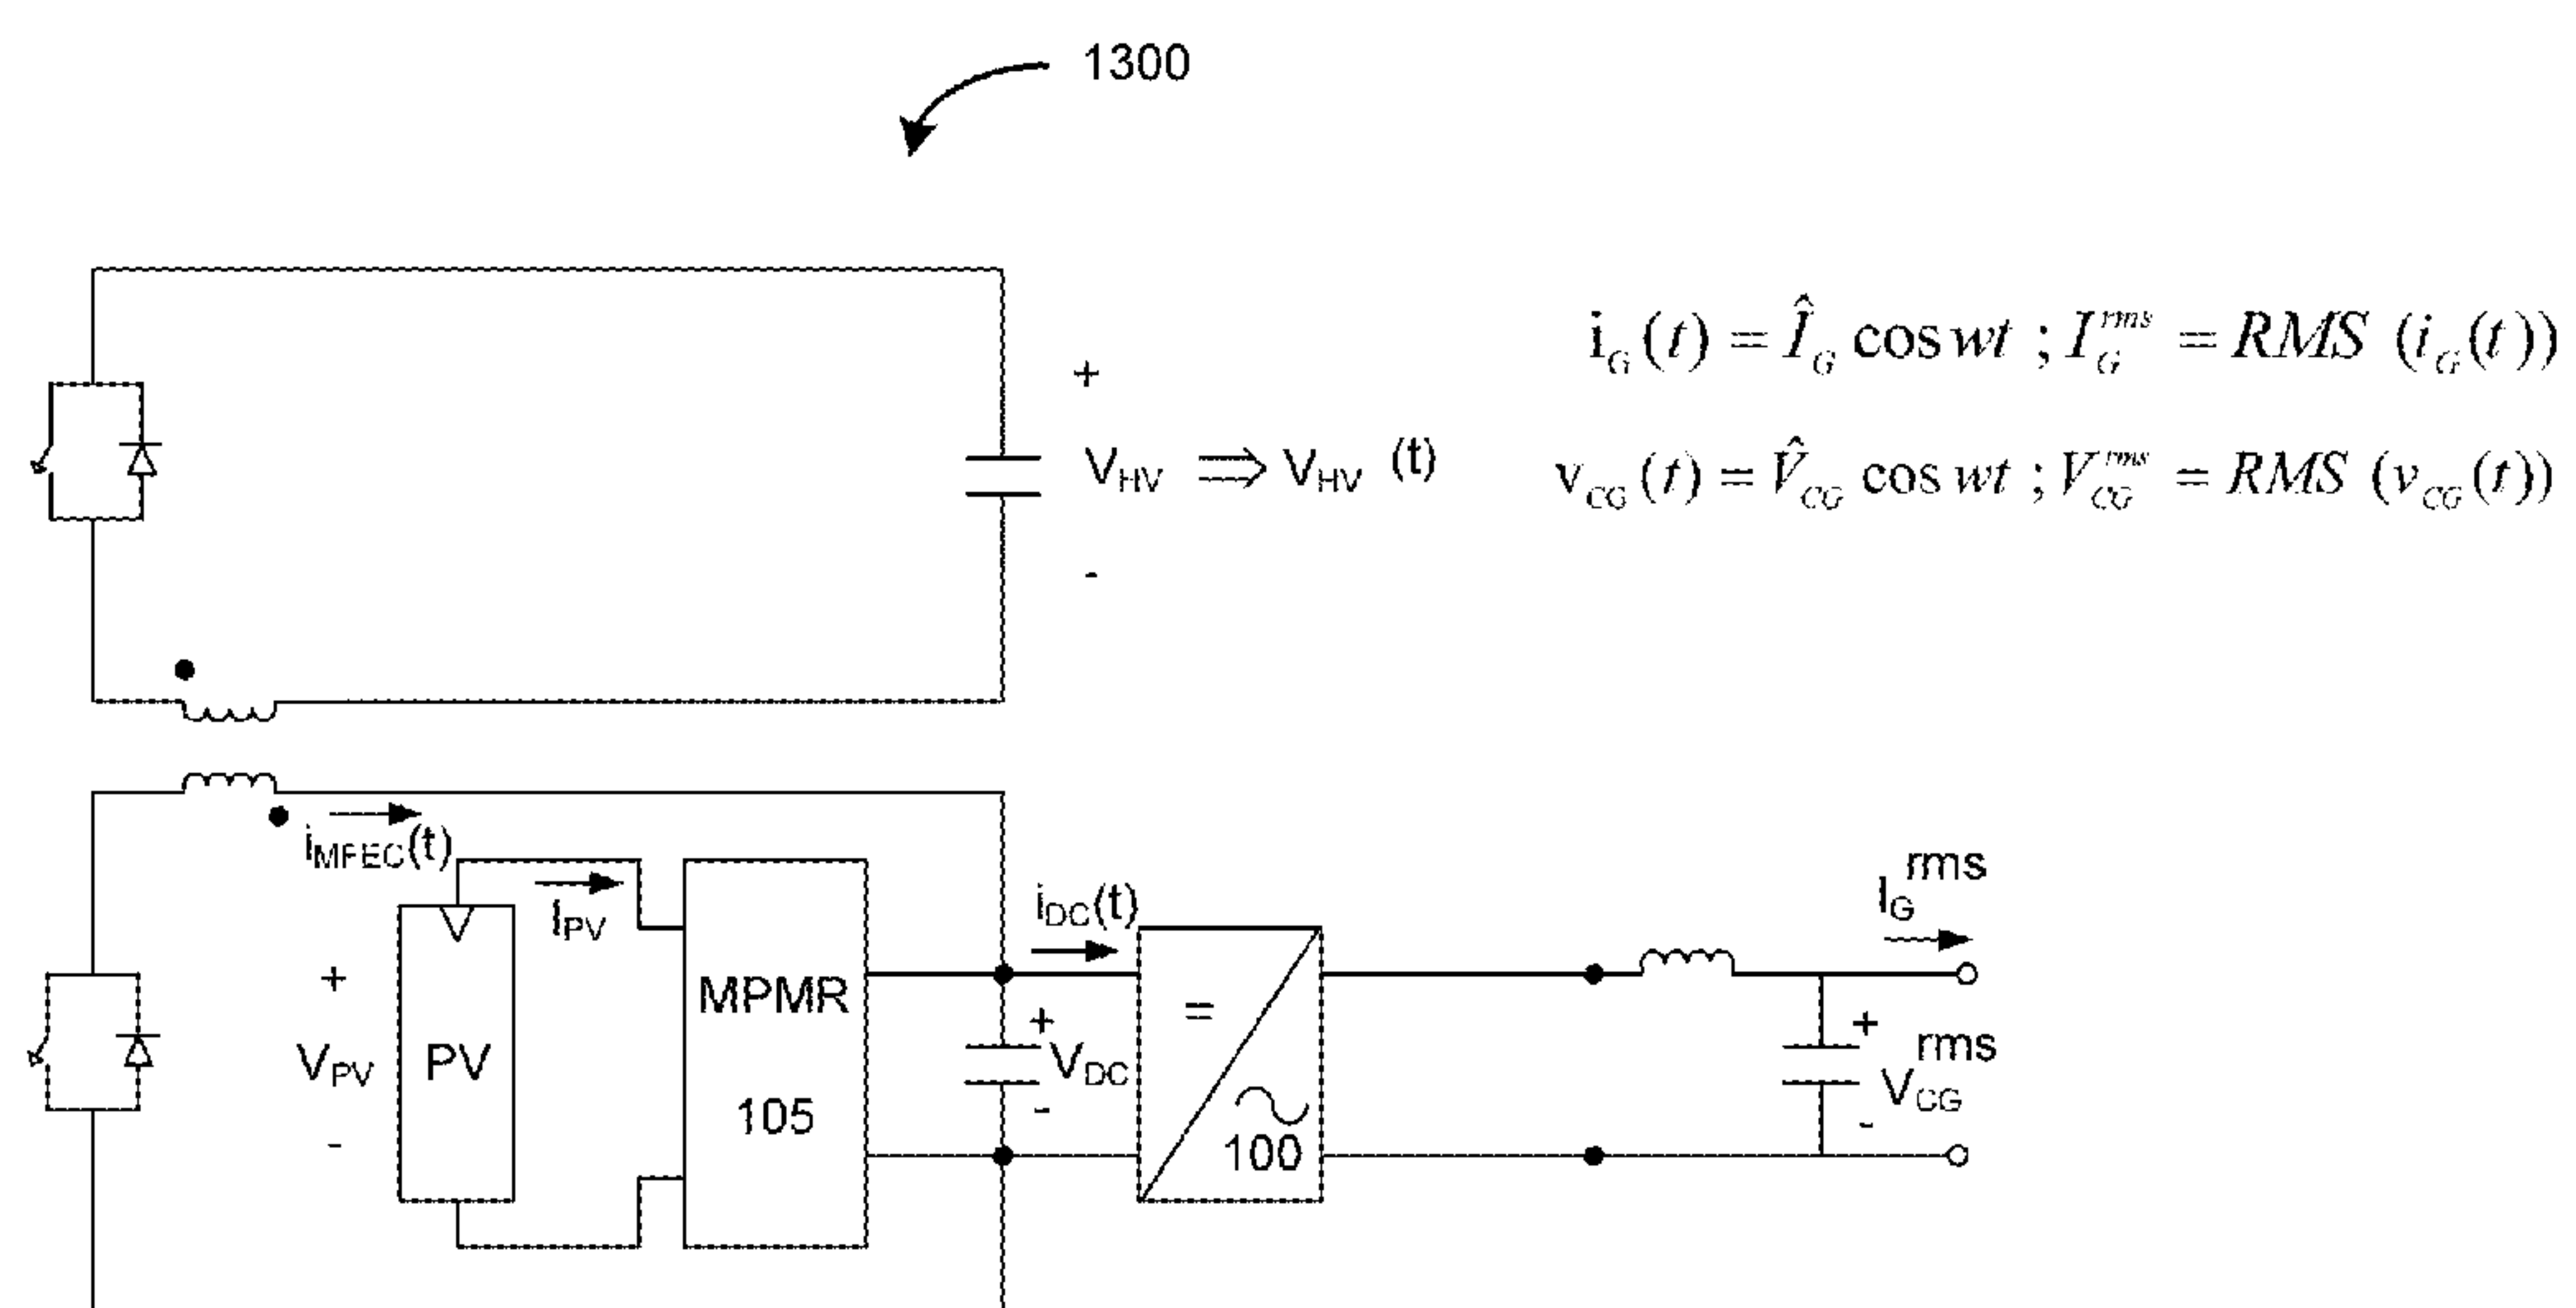 1300
i_G(t) = Î_G cos wt ; I_G^rms = RMS (i_G(t))
+
V_HV ⇒ V_HV (t)
v_CG(t) = V̂_CG cos wt ; V_CG^rms = RMS (v_CG(t))
-
i_MFEC(t)
I_PV
i_DC(t)
I_G^rms
+
V_PV
-
PV
MPMR
105
+
V_DC
-
=
100
+
V_CG^rms
-